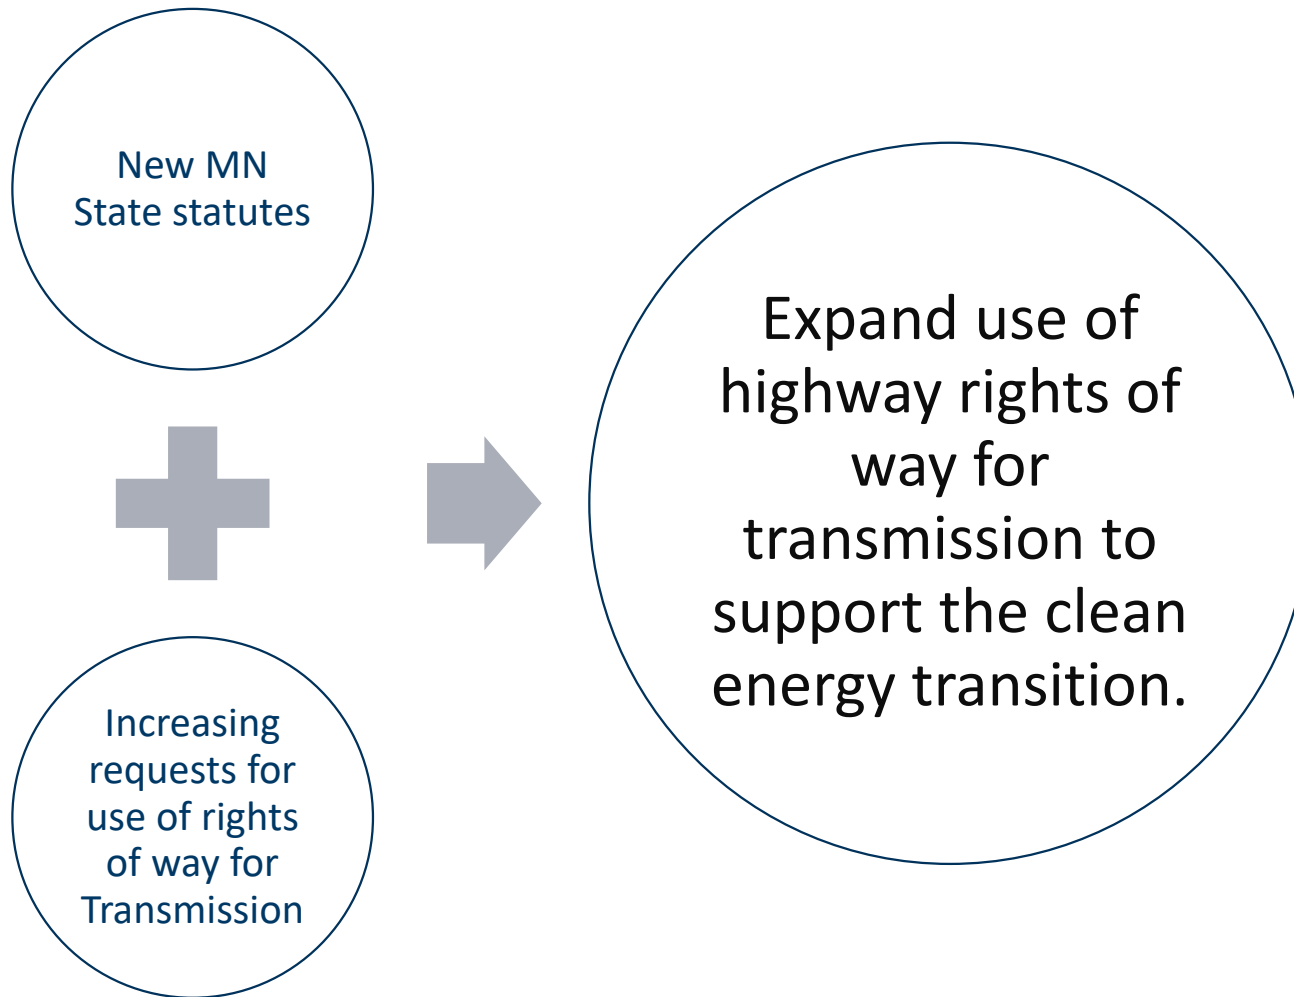 New MN
State statutes
Increasing
requests for
use of rights
of way for
Transmission
Expand use of
highway rights of
way for
transmission to
support the clean
energy transition.